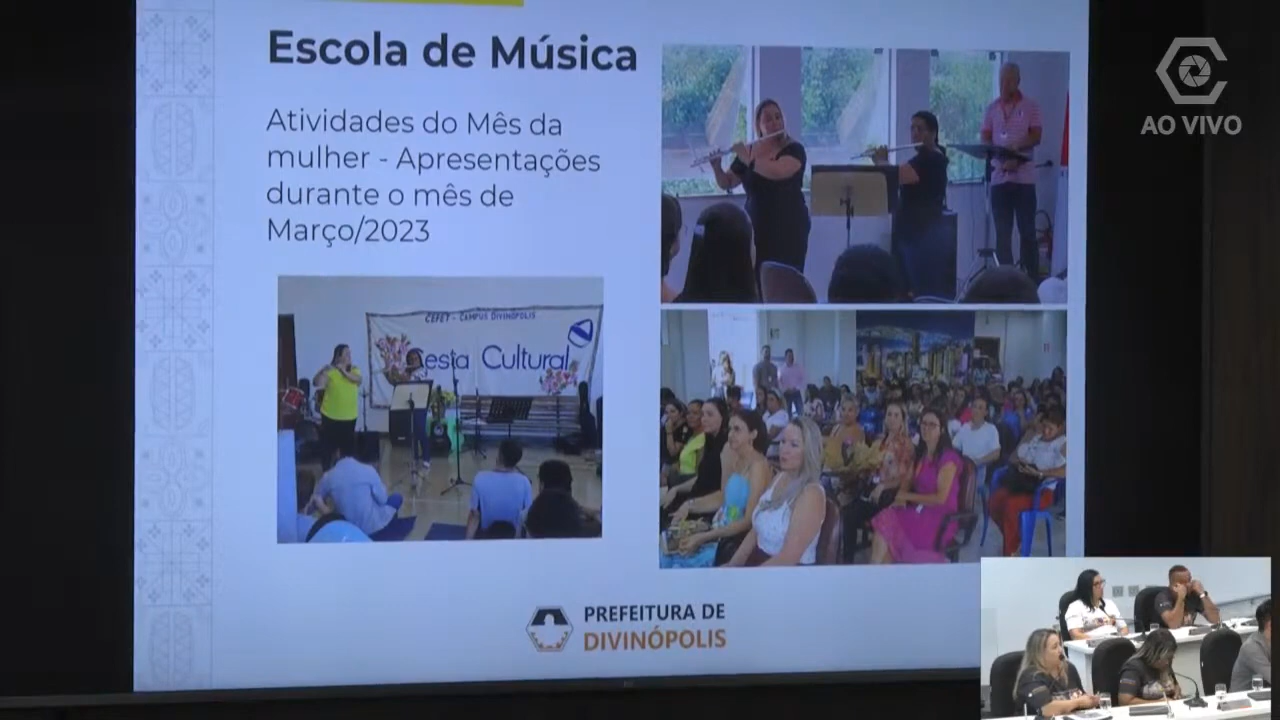 Escola de Música
Atividades do Mês da
mulher - Apresentações
durante o mês de
Março/2023
CEFET - CAMPUS DIVINÓPOLIS
Sesta Cultural
PREFEITURA DE
DIVINÓPOLIS
AO VIVO